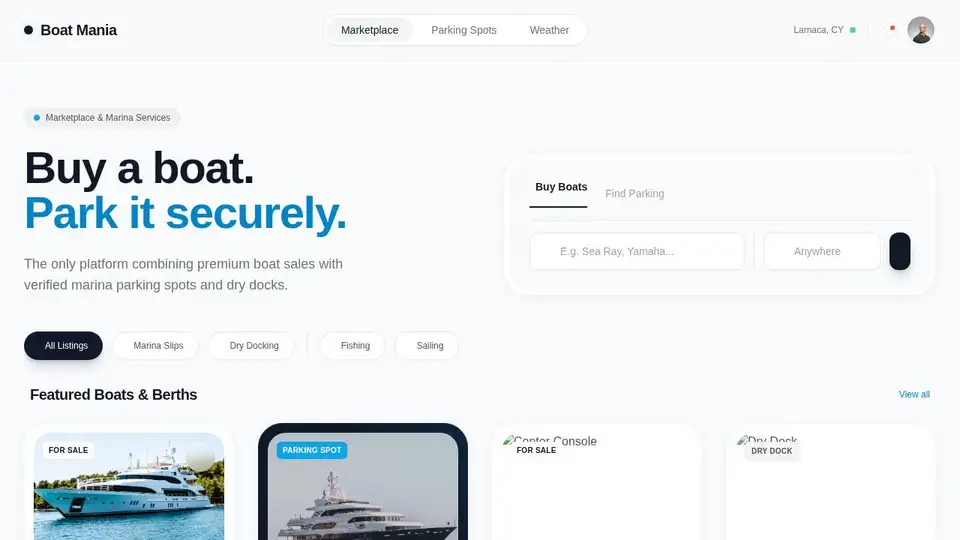 Boat Mania
Marketplace
Parking Spots
Weather
Larnaca, CY
Marketplace & Marina Services
Buy a boat.
Park it securely.
The only platform combining premium boat sales with
verified marina parking spots and dry docks.
Buy Boats
Find Parking
E.g. Sea Ray, Yamaha...
Anywhere
All Listings
Marina Slips
Dry Docking
Fishing
Sailing
Featured Boats & Berths
View all
FOR SALE
PARKING SPOT
Center Console
FOR SALE
Dry Dock
DRY DOCK